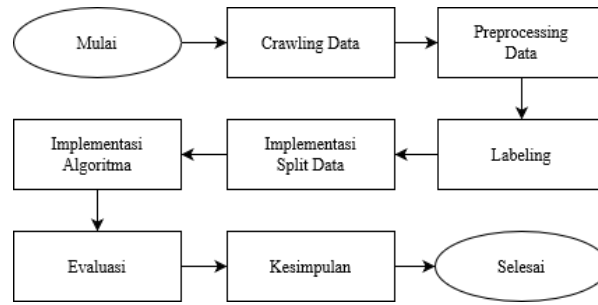 Mulai
Crawling Data
Preprocessing
Data
Labeling
Implementasi
Split Data
Implementasi
Algoritma
Evaluasi
Kesimpulan
Selesai